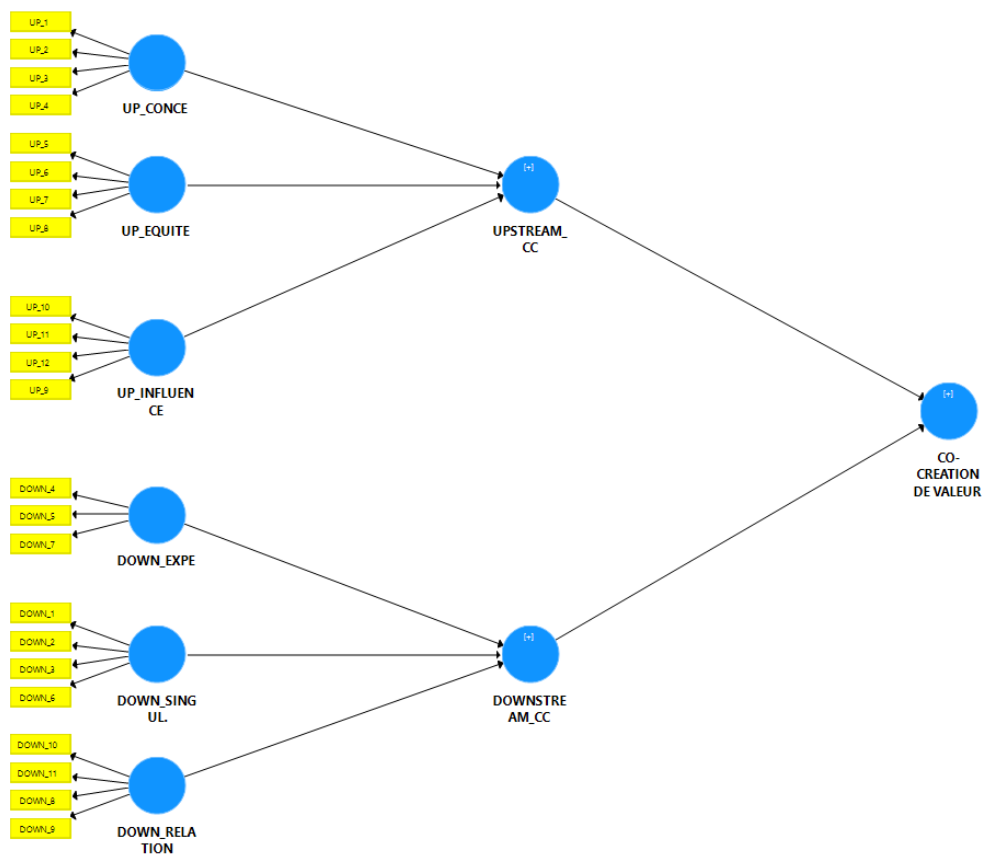 UP_1
UP_2
UP_3
UP_4
UP_CONCE
UP_5
UP_6
UP_7
UP_8
UP_EQUITE
[+]
UPSTREAM_
CC
UP_10
UP_11
UP_12
UP_9
UP_INFLUEN
CE
[+]
CO-
CREATION
DE VALEUR
DOWN_4
DOWN_5
DOWN_7
DOWN_EXPE
DOWN_1
DOWN_2
DOWN_3
DOWN_6
DOWN_SING
UL.
[+]
DOWNSTRE
AM_CC
DOWN_10
DOWN_11
DOWN_8
DOWN_9
DOWN_RELA
TION